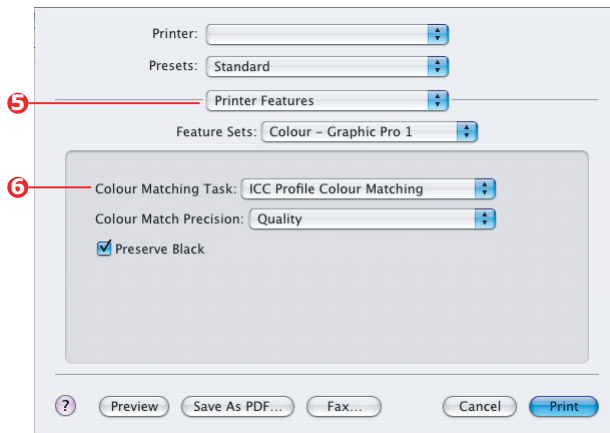 Printer:
Presets: Standard
5 Printer Features
Feature Sets: Colour – Graphic Pro 1
6 Colour Matching Task: ICC Profile Colour Matching
Colour Match Precision: Quality
Preserve Black
? Preview Save As PDF... Fax... Cancel Print